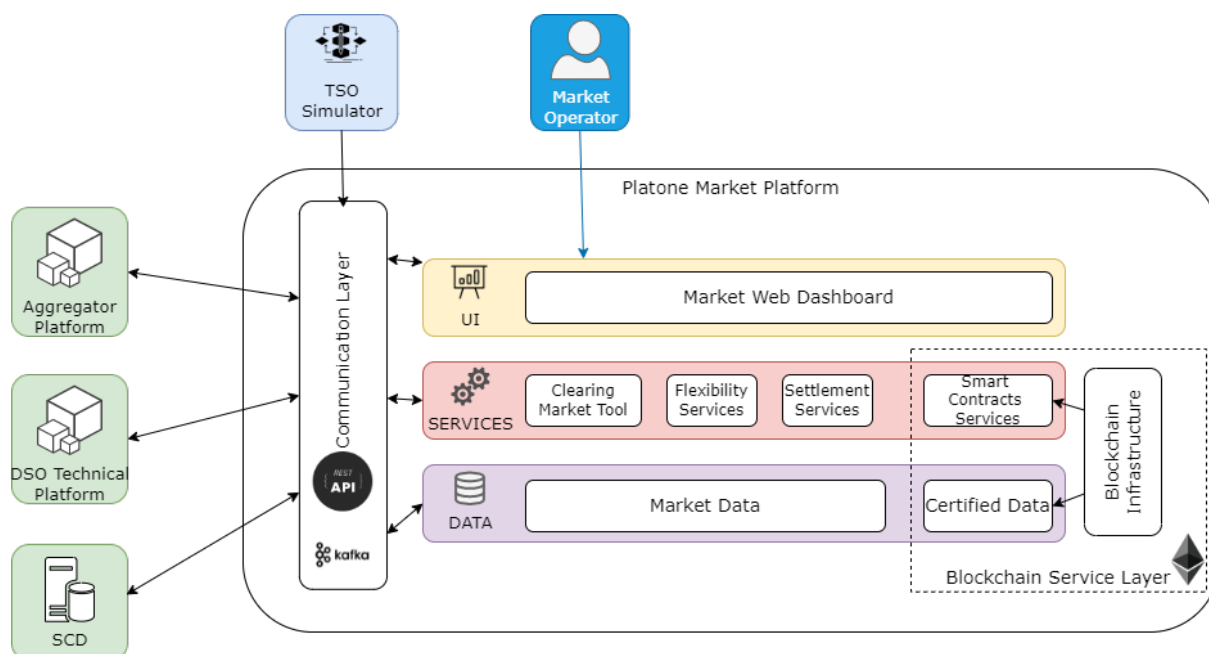 TSO
Simulator
Market
Operator
Platone Market Platform
Aggregator
Platform
DSO Technical
Platform
SCD
Communication Layer
REST
API
kafka
UI
Market Web Dashboard
SERVICES
Clearing
Market Tool
Flexibility
Services
Settlement
Services
Smart
Contracts
Services
DATA
Market Data
Certified Data
Blockchain
Infrastructure
Blockchain Service Layer